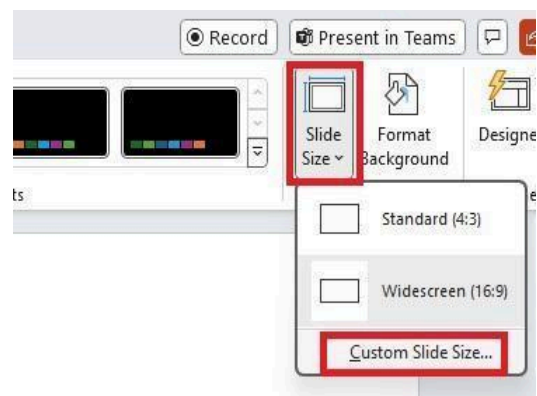 Record
Present in Teams
Slide
Size
Format
Background
Designe
ts
e
Standard (4:3)
Widescreen (16:9)
Custom Slide Size...